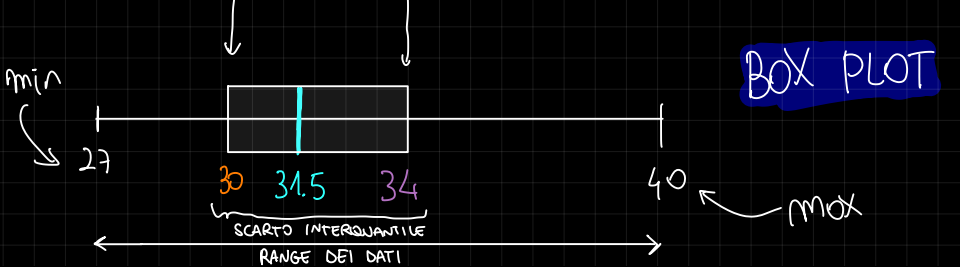 BOX PLOT
min
27
30 31.5 34
40
max
SCARTO INTERQUANTILE
RANGE DEI DATI